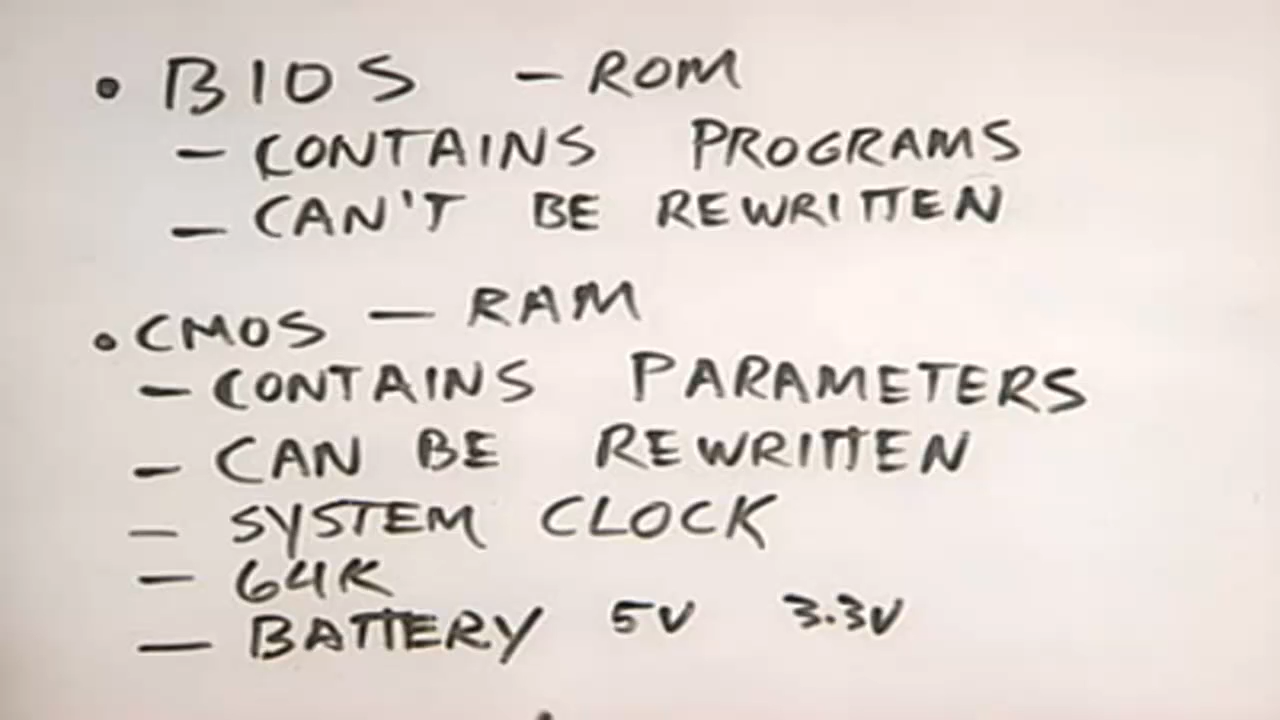 • BIOS - ROM
- CONTAINS PROGRAMS
- CAN'T BE REWRITTEN
• CMOS - RAM
- CONTAINS PARAMETERS
- CAN BE REWRITTEN
- SYSTEM CLOCK
- 64K
- BATTERY 5V 3.3V